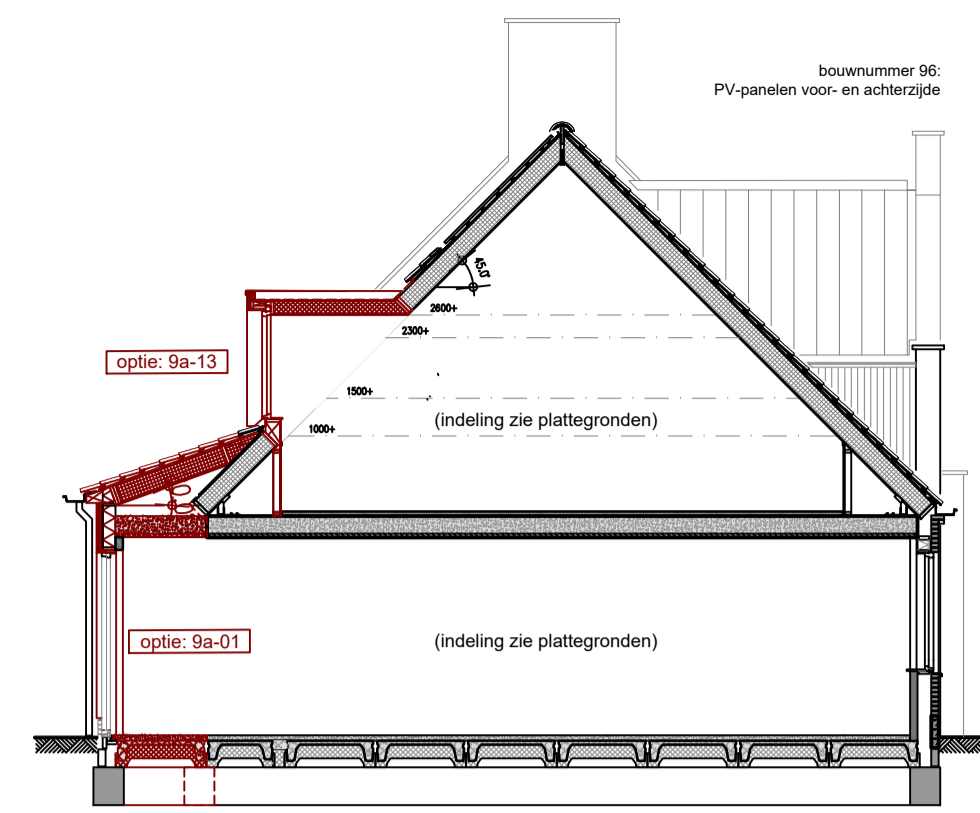 bouwnummer 96:
PV-panelen voor- en achterzijde
45.0°
2600+
2300+
optie: 9a-13
1500+
(indeling zie plattegronden)
1000+
optie: 9a-01
(indeling zie plattegronden)